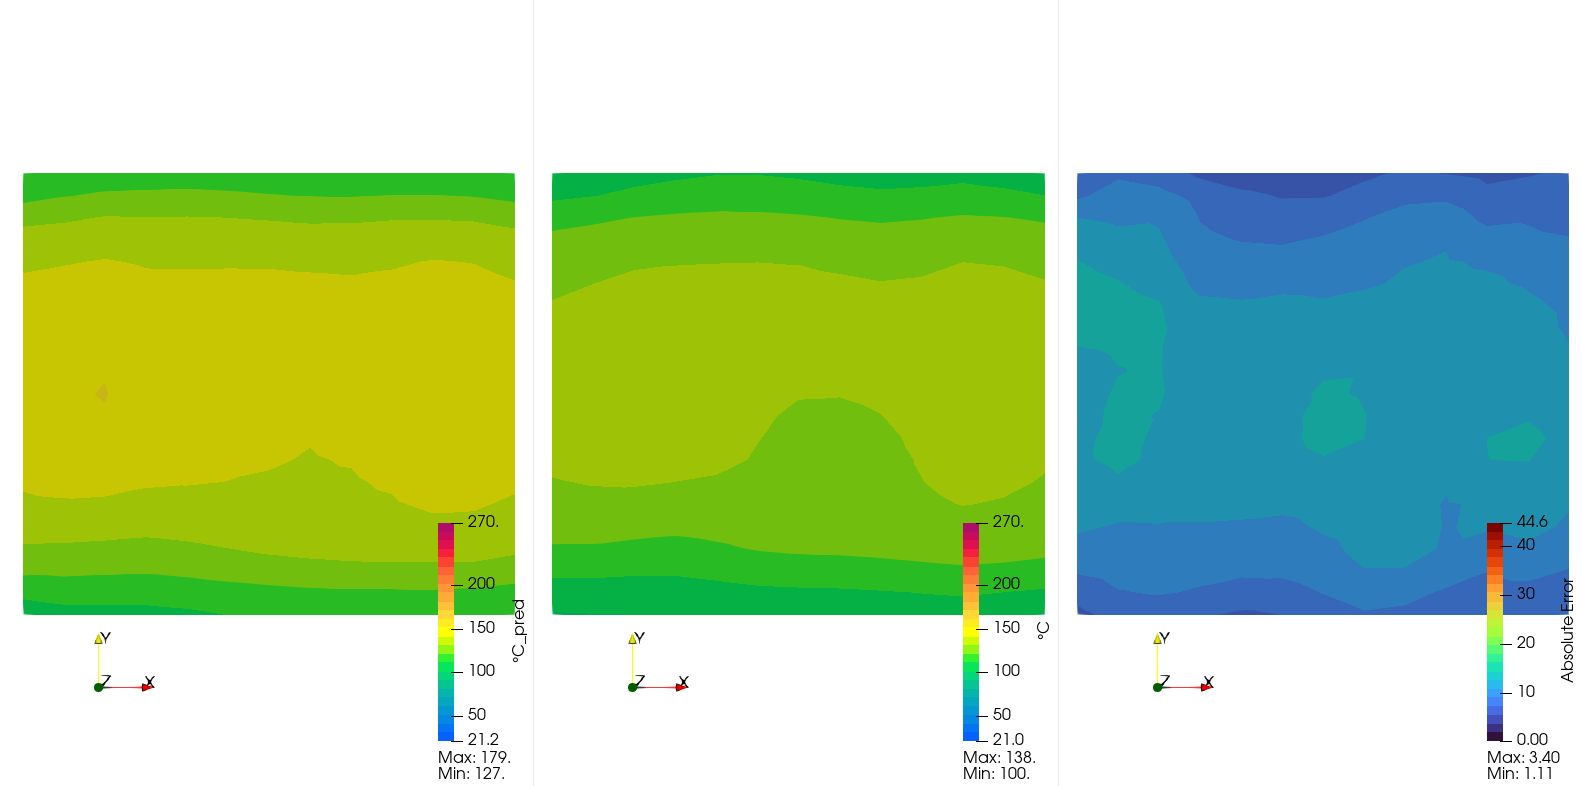 270.
200
150
100
50
21.2
°C_pred
Max: 179.
Min: 127.
Y
Z
X
270.
200
150
100
50
21.0
°C
Max: 138.
Min: 100.
Y
Z
X
44.6
40
30
20
10
0.00
Absolute Error
Max: 3.40
Min: 1.11
Y
Z
X